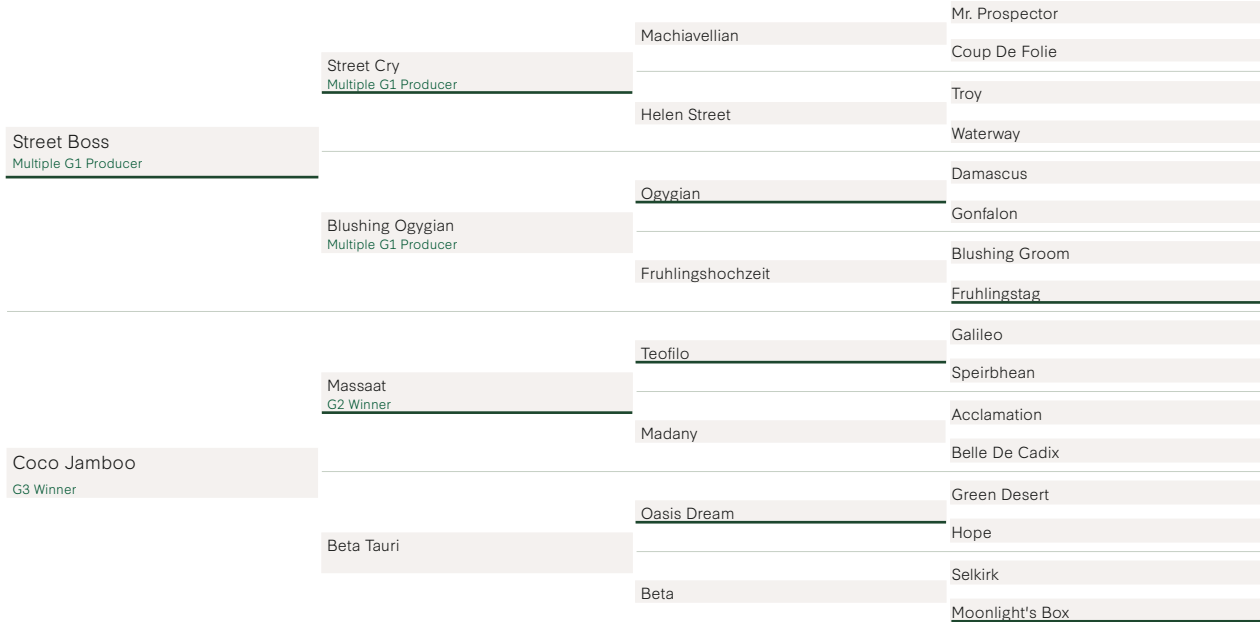 Mr. Prospector
Machiavellian
Coup De Folie
Street Cry
Multiple G1 Producer
Troy
Helen Street
Waterway
Street Boss
Multiple G1 Producer
Damascus
Ogygian
Gonfalon
Blushing Ogygian
Multiple G1 Producer
Blushing Groom
Fruhlingshochzeit
Fruhlingstag
Galileo
Teofilo
Speirbhean
Massaat
G2 Winner
Acclamation
Madany
Belle De Cadix
Coco Jamboo
G3 Winner
Green Desert
Oasis Dream
Hope
Beta Tauri
Selkirk
Beta
Moonlight's Box